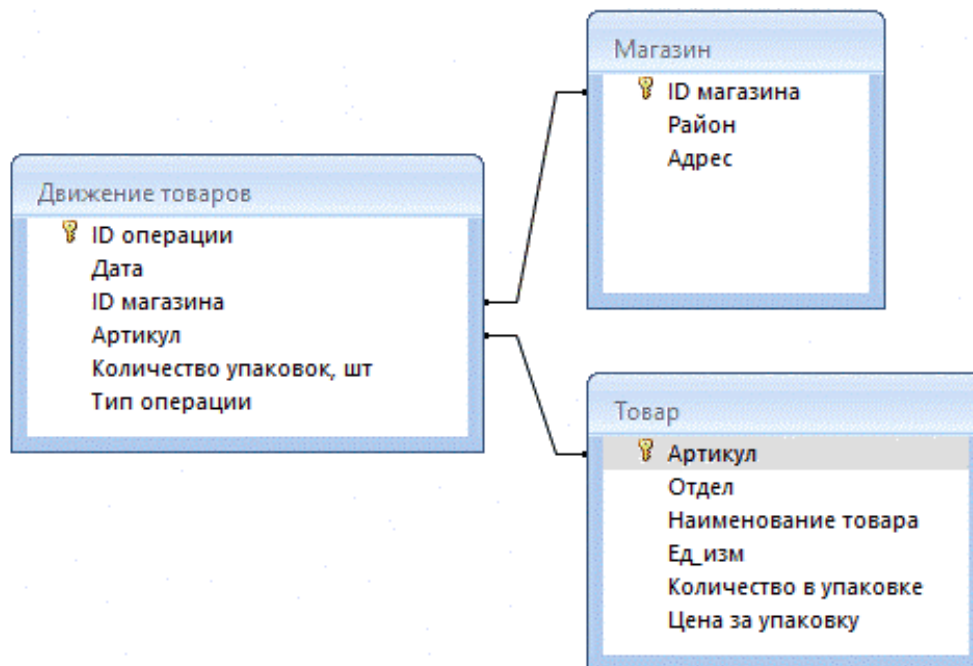 Движение товаров
ID операции
Дата
ID магазина
Артикул
Количество упаковок, шт
Тип операции
Магазин
ID магазина
Район
Адрес
Товар
Артикул
Отдел
Наименование товара
Ед_изм
Количество в упаковке
Цена за упаковку